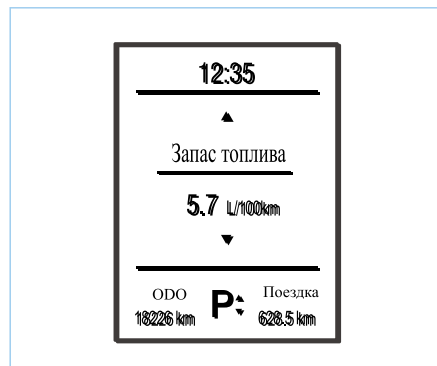 12:35
Запас топлива
5.7 L/100km
ODO P Поездка
18226 km 628.5 km